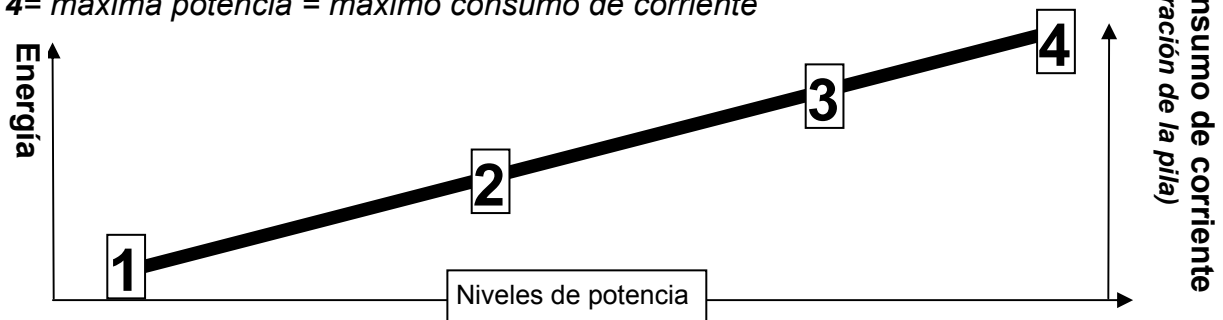 4= máxima potencia = máximo consumo de corriente
Energía
4
3
2
1
Niveles de potencia
nsumo de corriente
ración de la pila)